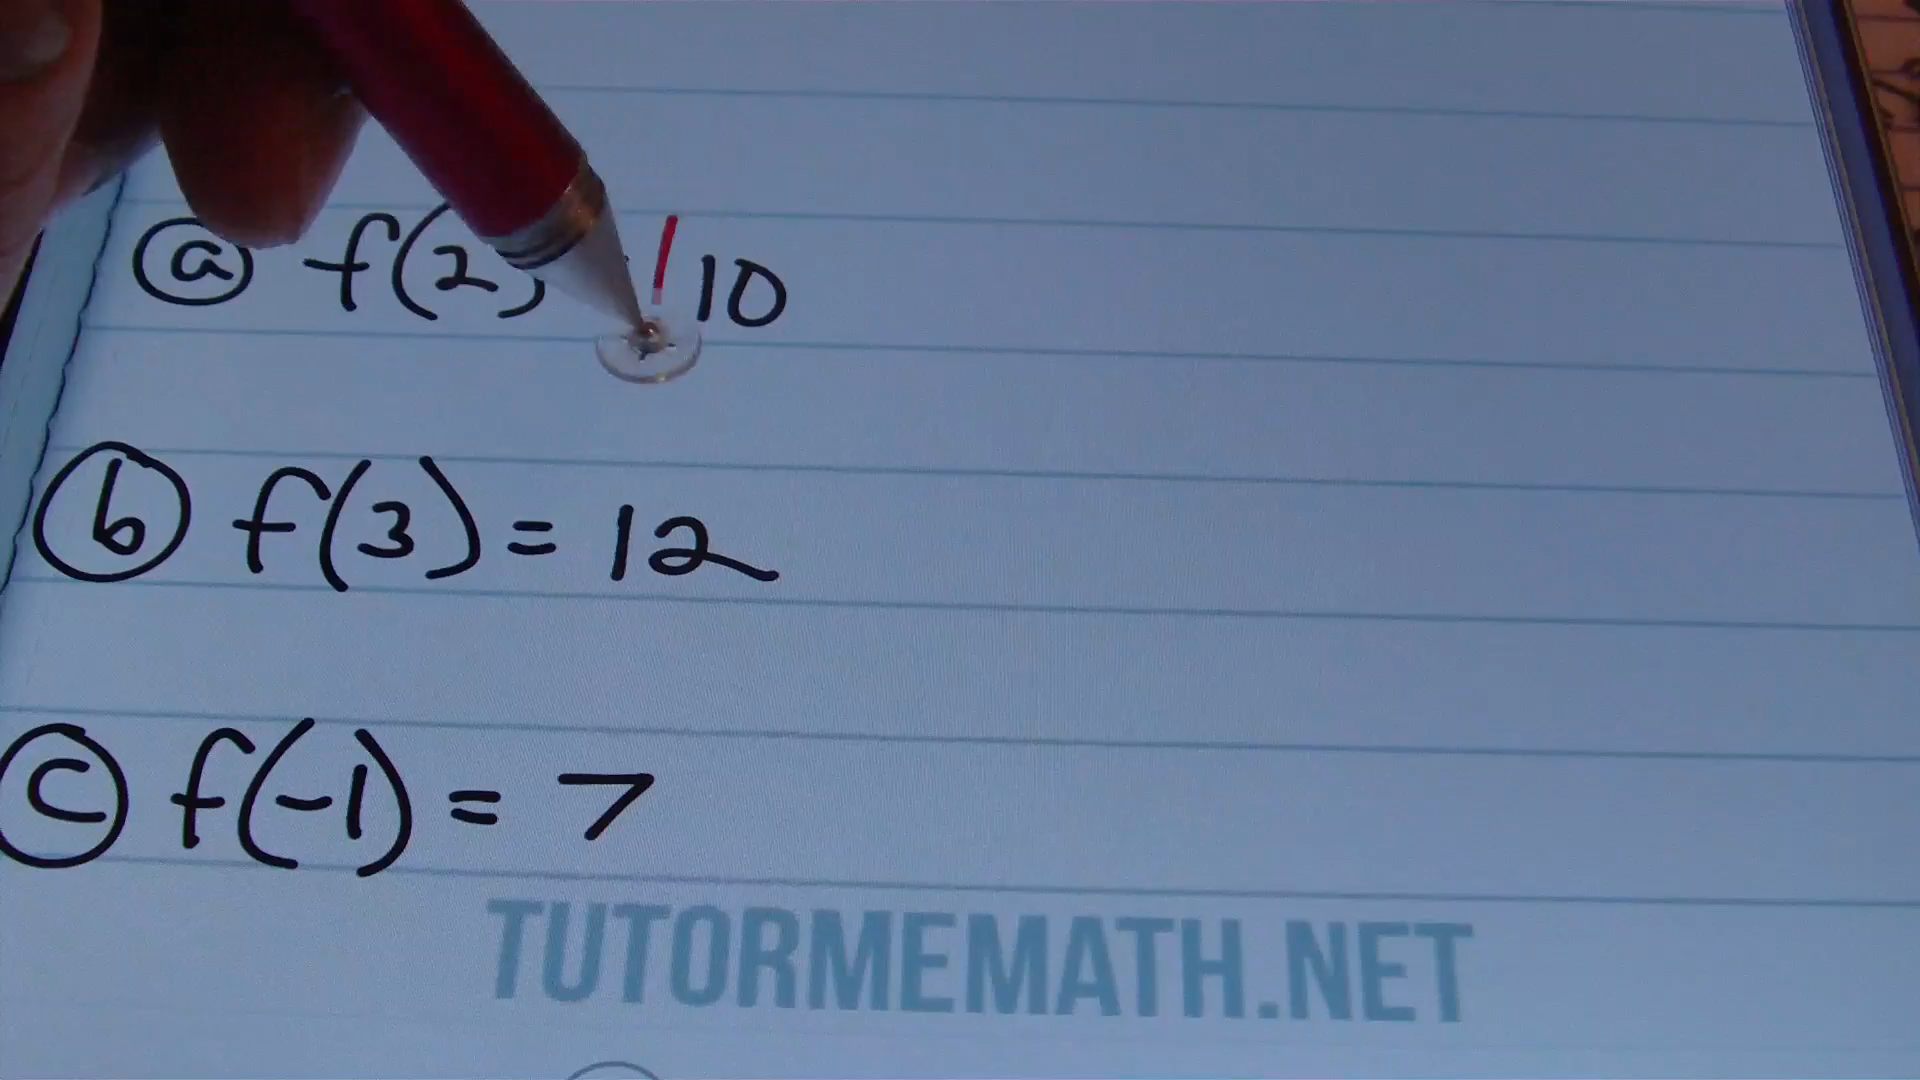 a f(2) 10
b f(3) = 12
c f(-1) = 7
TUTORMEMATH.NET